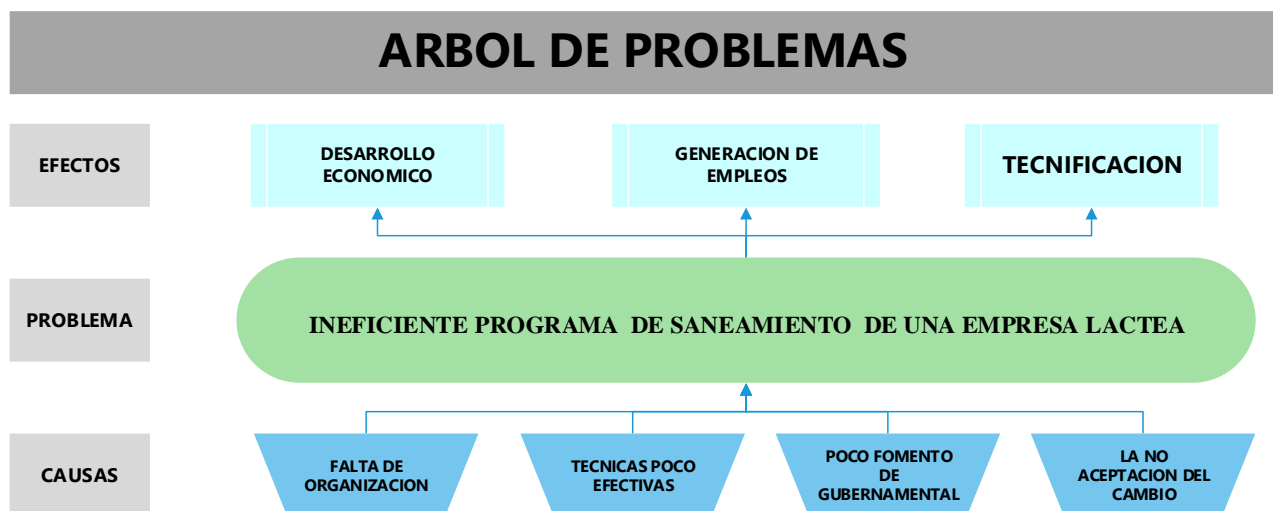 ARBOL DE PROBLEMAS
EFECTOS
DESARROLLO
ECONOMICO
GENERACION DE
EMPLEOS
TECNIFICACION
PROBLEMA
INEFICIENTE PROGRAMA DE SANEAMIENTO DE UNA EMPRESA LACTEA
CAUSAS
FALTA DE
ORGANIZACION
TECNICAS POCO
EFECTIVAS
POCO FOMENTO
DE
GUBERNAMENTAL
LA NO
ACEPTACION DEL
CAMBIO